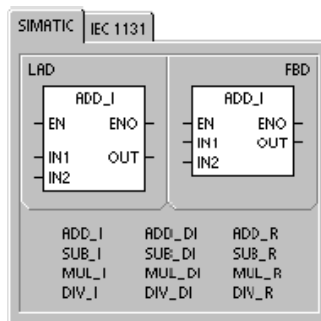 SIMATIC IEC 1131
LAD FBD
ADD_I ADD_I
EN ENO EN ENO
IN1 OUT IN1 OUT
IN2 IN2
ADD_I ADD_DI ADD_R
SUB_I SUB_DI SUB_R
MUL_I MUL_DI MUL_R
DIV_I DIV_DI DIV_R